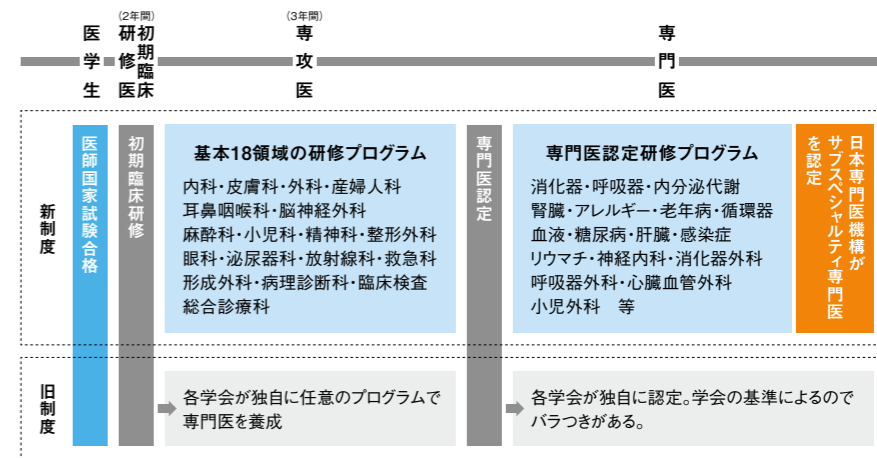 医学生
(2年間)
初期臨床
研修医
(3年間)
専攻医
専門医
新制度
医師国家試験合格
初期臨床研修
基本18領域の研修プログラム
内科・皮膚科・外科・産婦人科
耳鼻咽喉科・脳神経外科
麻酔科・小児科・精神科・整形外科
眼科・泌尿器科・放射線科・救急科
形成外科・病理診断科・臨床検査
総合診療科
専門医認定
専門医認定研修プログラム
消化器・呼吸器・内分泌代謝
腎臓・アレルギー・老年病・循環器
血液・糖尿病・肝臓・感染症
リウマチ・神経内科・消化器外科
呼吸器外科・心臓血管外科
小児外科　等
日本専門医機構が
サブスペシャルティ専門医
を認定
旧制度
各学会が独自に任意のプログラムで
専門医を養成
各学会が独自に認定。学会の基準によるので
バラつきがある。